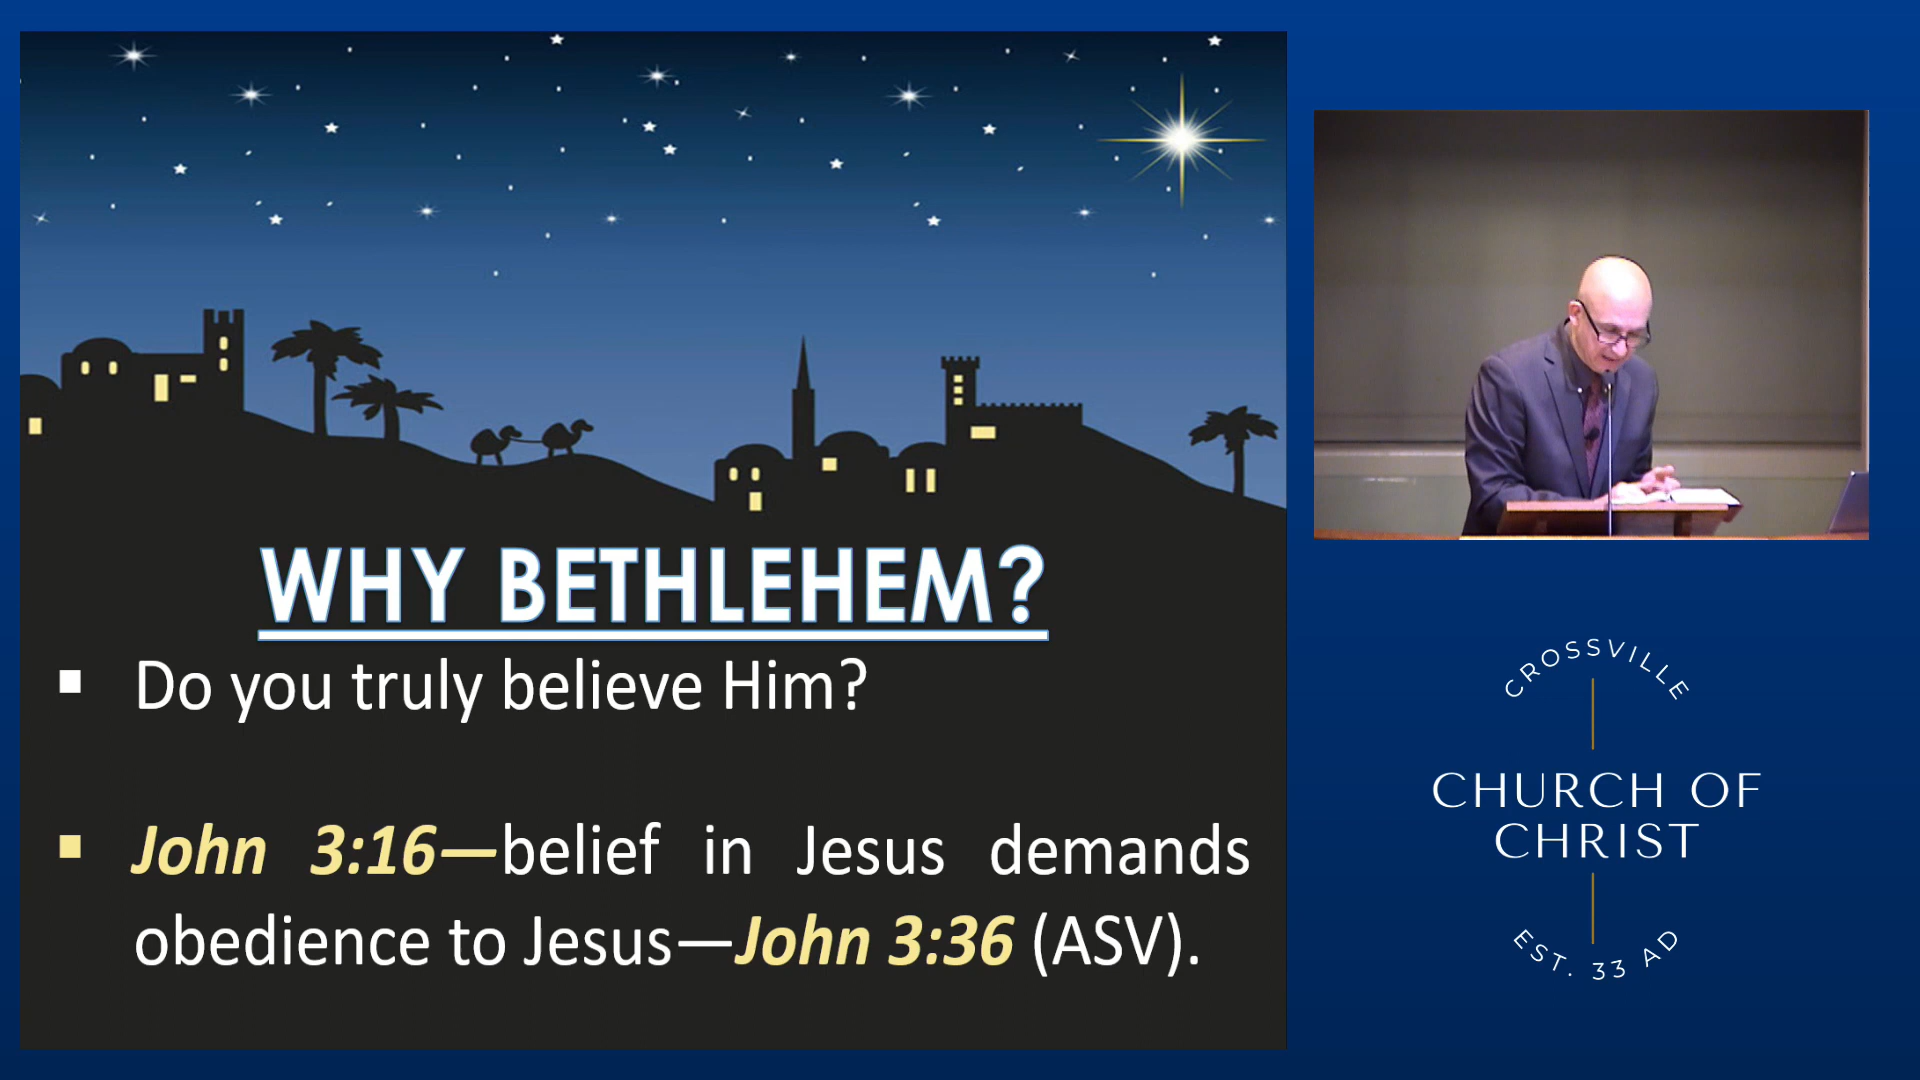 WHY BETHLEHEM?
▪ Do you truly believe Him?
▪ John 3:16—belief in Jesus demands
obedience to Jesus—John 3:36 (ASV).
CROSSVILLE
CHURCH OF
CHRIST
EST. 33 AD